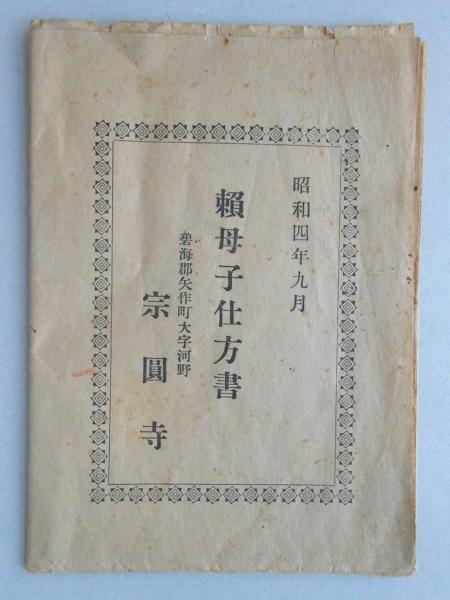 昭和四年九月
賴母子仕方書
碧海郡矢作町大字河野
宗圓寺